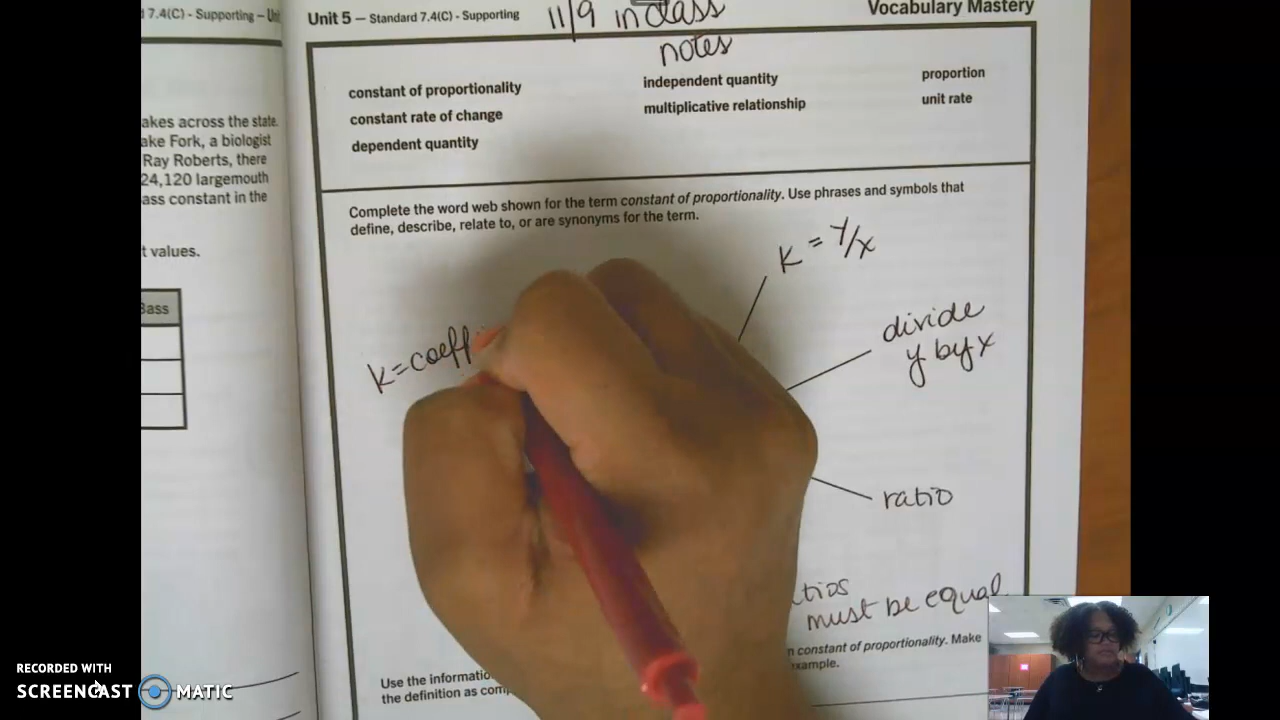 7.4(C) - Supporting – Uni
Unit 5 — Standard 7.4(C) - Supporting
11/9 in class
notes
Vocabulary Mastery
constant of proportionality
independent quantity
proportion
constant rate of change
multiplicative relationship
unit rate
dependent quantity
akes across the state.
ake Fork, a biologist
Ray Roberts, there
24,120 largemouth
ass constant in the
t values.
Bass
Complete the word web shown for the term constant of proportionality. Use phrases and symbols that
define, describe, relate to, or are synonyms for the term.
K = Y/X
divide
y by x
K=coeff
ratio
tios
must be equal
Use the informatio
n constant of proportionality. Make
the definition as com
xample.
RECORDED WITH
SCREENCAST MATIC